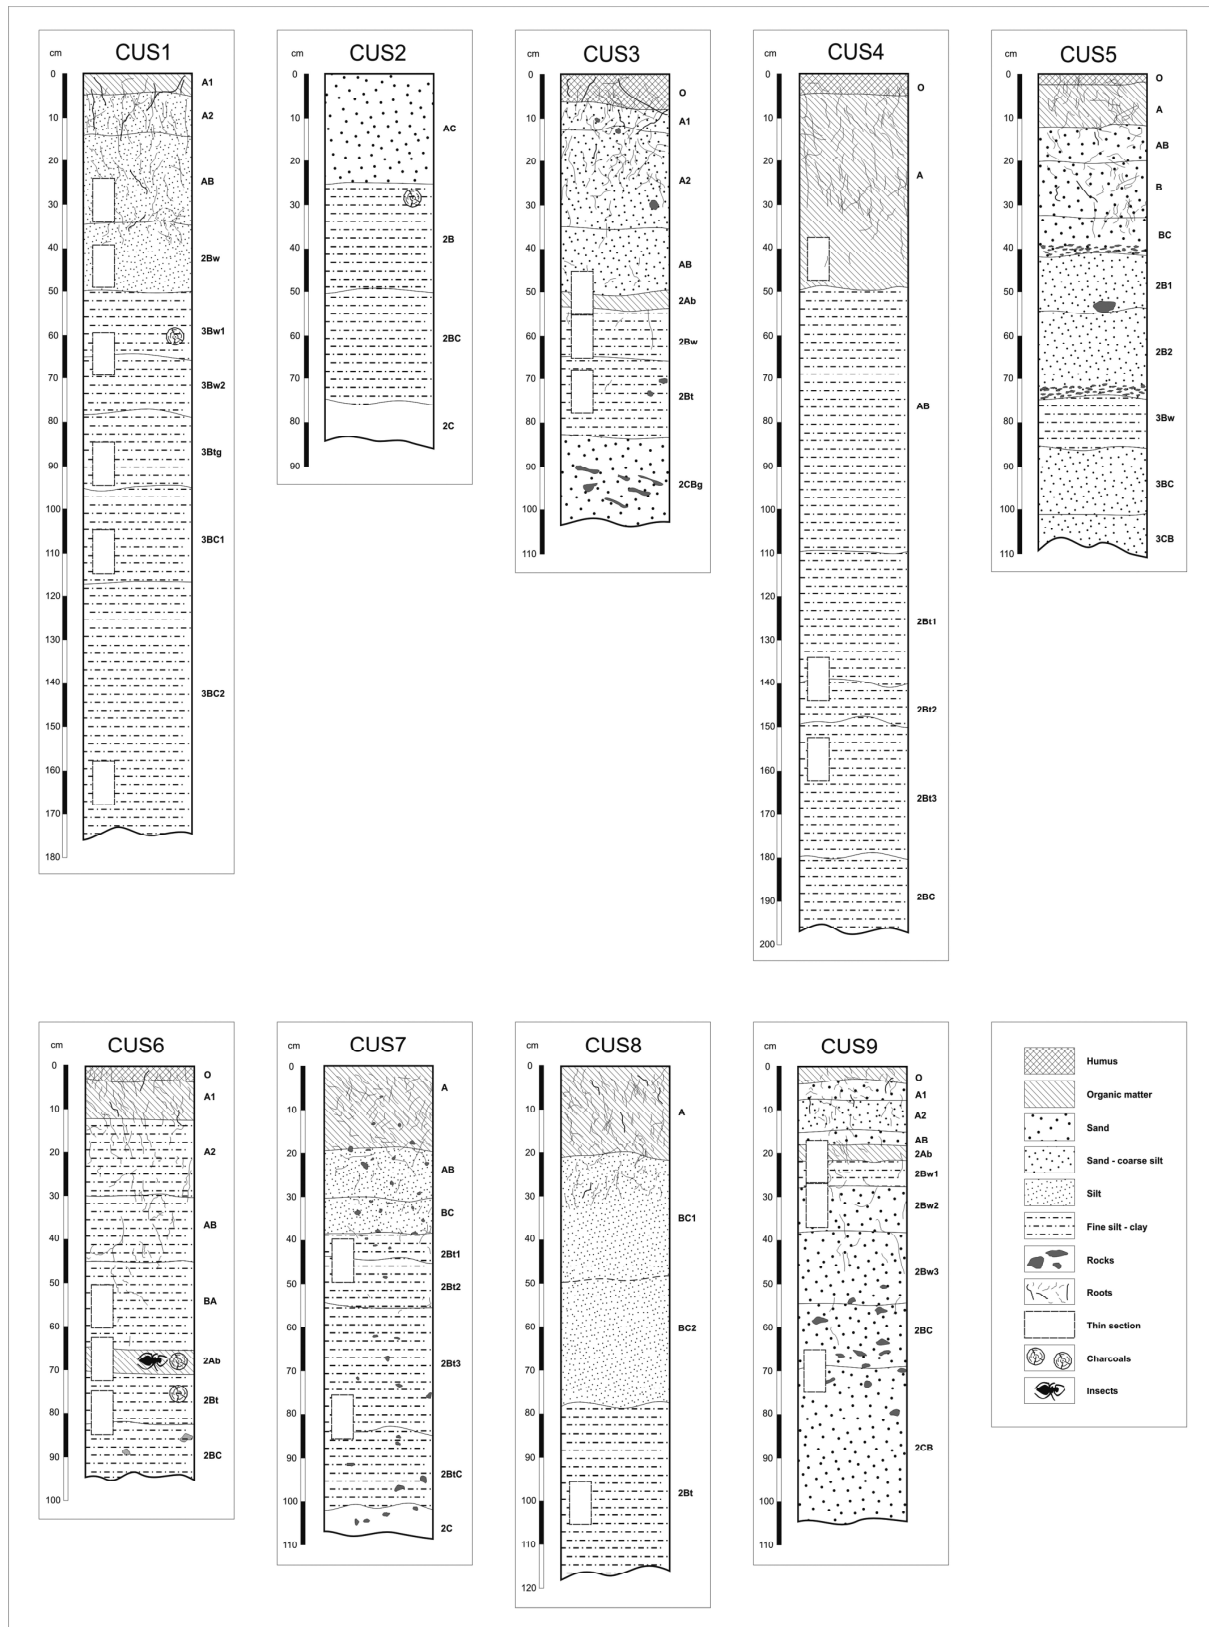 CUS1
cm
0
10
20
30
40
50
60
70
80
90
100
110
120
130
140
150
160
170
180
A1
A2
AB
2Bw
3Bw1
3Bw2
3Btg
3BC1
3BC2
CUS2
cm
0
10
20
30
40
50
60
70
80
90
AC
2B
2BC
2C
CUS3
cm
0
10
20
30
40
50
60
70
80
90
100
110
O
A1
A2
AB
2Ab
2Bw
2Bt
2CBg
CUS4
cm
0
10
20
30
40
50
60
70
80
90
100
110
120
130
140
150
160
170
180
190
200
O
A
AB
2Bt1
2Bt2
2Bt3
2BC
CUS5
cm
0
10
20
30
40
50
60
70
80
90
100
110
O
A
AB
B
BC
2B1
2B2
3Bw
3BC
3CB
CUS6
cm
0
10
20
30
40
50
60
70
80
90
100
O
A1
A2
AB
BA
2Ab
2Bt
2BC
CUS7
cm
0
10
20
30
40
50
60
70
80
90
100
110
A
AB
BC
2Bt1
2Bt2
2Bt3
2BtC
2C
CUS8
cm
0
10
20
30
40
50
60
70
80
90
100
110
120
A
BC1
BC2
2Bt
CUS9
cm
0
10
20
30
40
50
60
70
80
90
100
110
O
A1
A2
AB
2Ab
2Bw1
2Bw2
2Bw3
2BC
2CB
Humus
Organic matter
Sand
Sand - coarse silt
Silt
Fine silt - clay
Rocks
Roots
Thin section
Charcoals
Insects